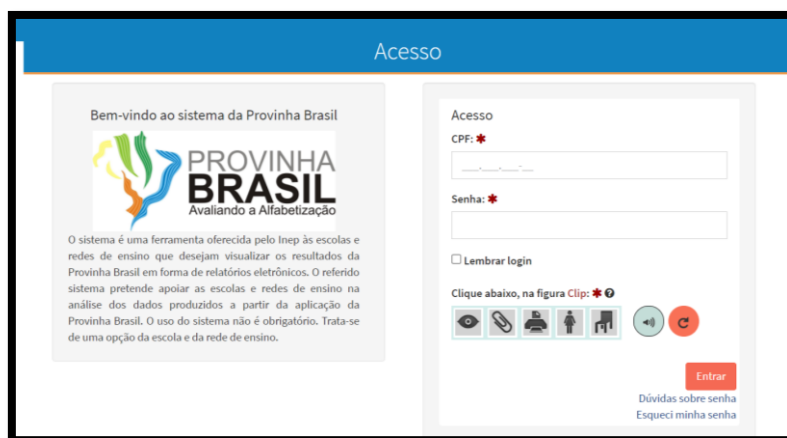 Acesso
Bem-vindo ao sistema da Provinha Brasil
PROVINHA
BRASIL
Avaliando a Alfabetização
O sistema é uma ferramenta oferecida pelo Inep às escolas e
redes de ensino que desejam visualizar os resultados da
Provinha Brasil em forma de relatórios eletrônicos. O referido
sistema pretende apoiar as escolas e redes de ensino na
análise dos dados produzidos a partir da aplicação da
Provinha Brasil. O uso do sistema não é obrigatório. Trata-se
de uma opção da escola e da rede de ensino.
Acesso
CPF: *
___.___.___-__
Senha: *
Lembrar login
Clique abaixo, na figura Clip: * ?
Entrar
Dúvidas sobre senha
Esqueci minha senha